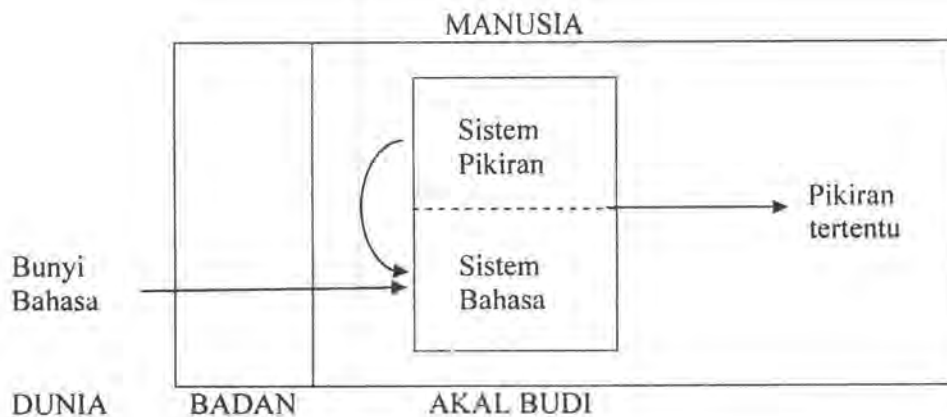 MANUSIA
Sistem
Pikiran
Pikiran
tertentu
Sistem
Bahasa
Bunyi
Bahasa
DUNIA BADAN AKAL BUDI